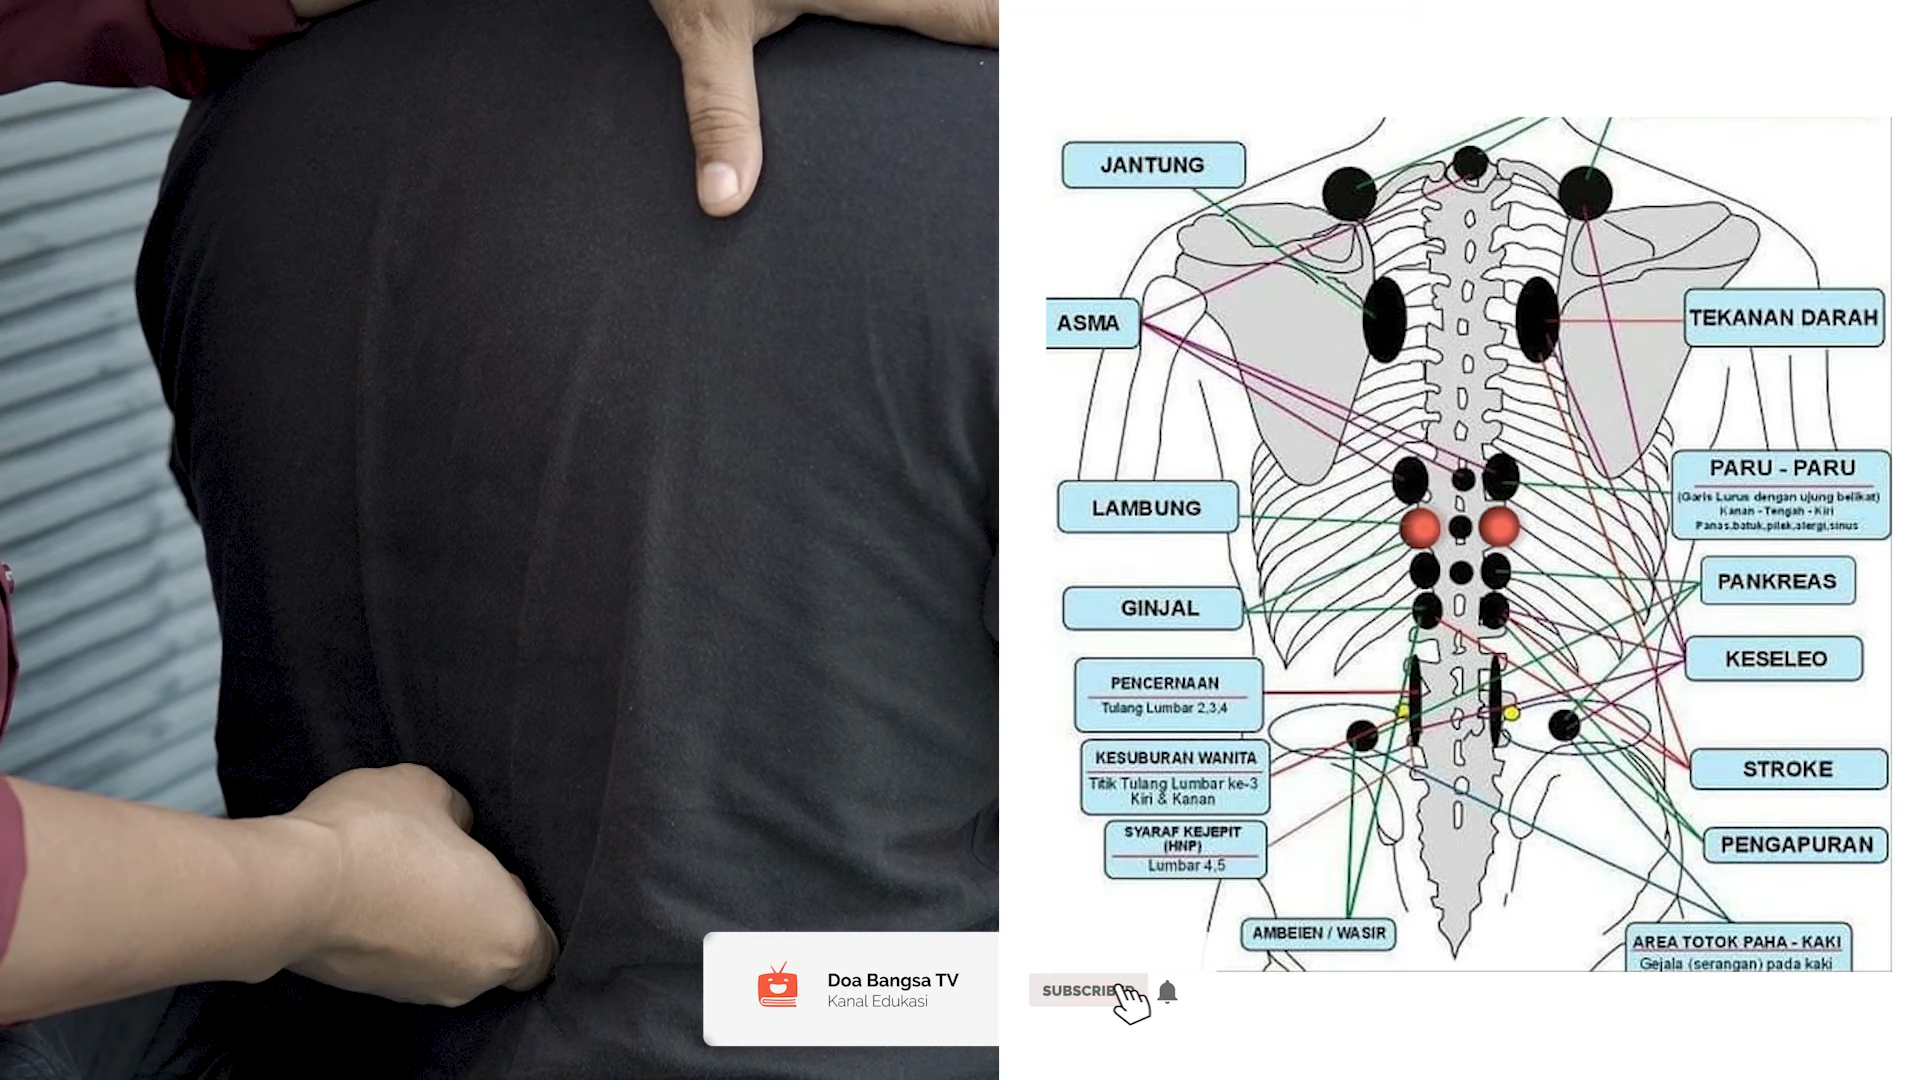 JANTUNG
ASMA
TEKANAN DARAH
LAMBUNG
PARU - PARU
(Garis Lurus dengan ujung belikat)
Kanan - Tengah - Kiri
Panas,batuk,pilek,alergi,sinus
PANKREAS
GINJAL
KESELEO
PENCERNAAN
Tulang Lumbar 2,3,4
KESUBURAN WANITA
Titik Tulang Lumbar ke-3
Kiri & Kanan
STROKE
SYARAF KEJEPIT
(HNP)
Lumbar 4,5
PENGAPURAN
AMBEIEN / WASIR
AREA TOTOK PAHA - KAKI
Gejala (serangan) pada kaki
Doa Bangsa TV
Kanal Edukasi
SUBSCRIBE